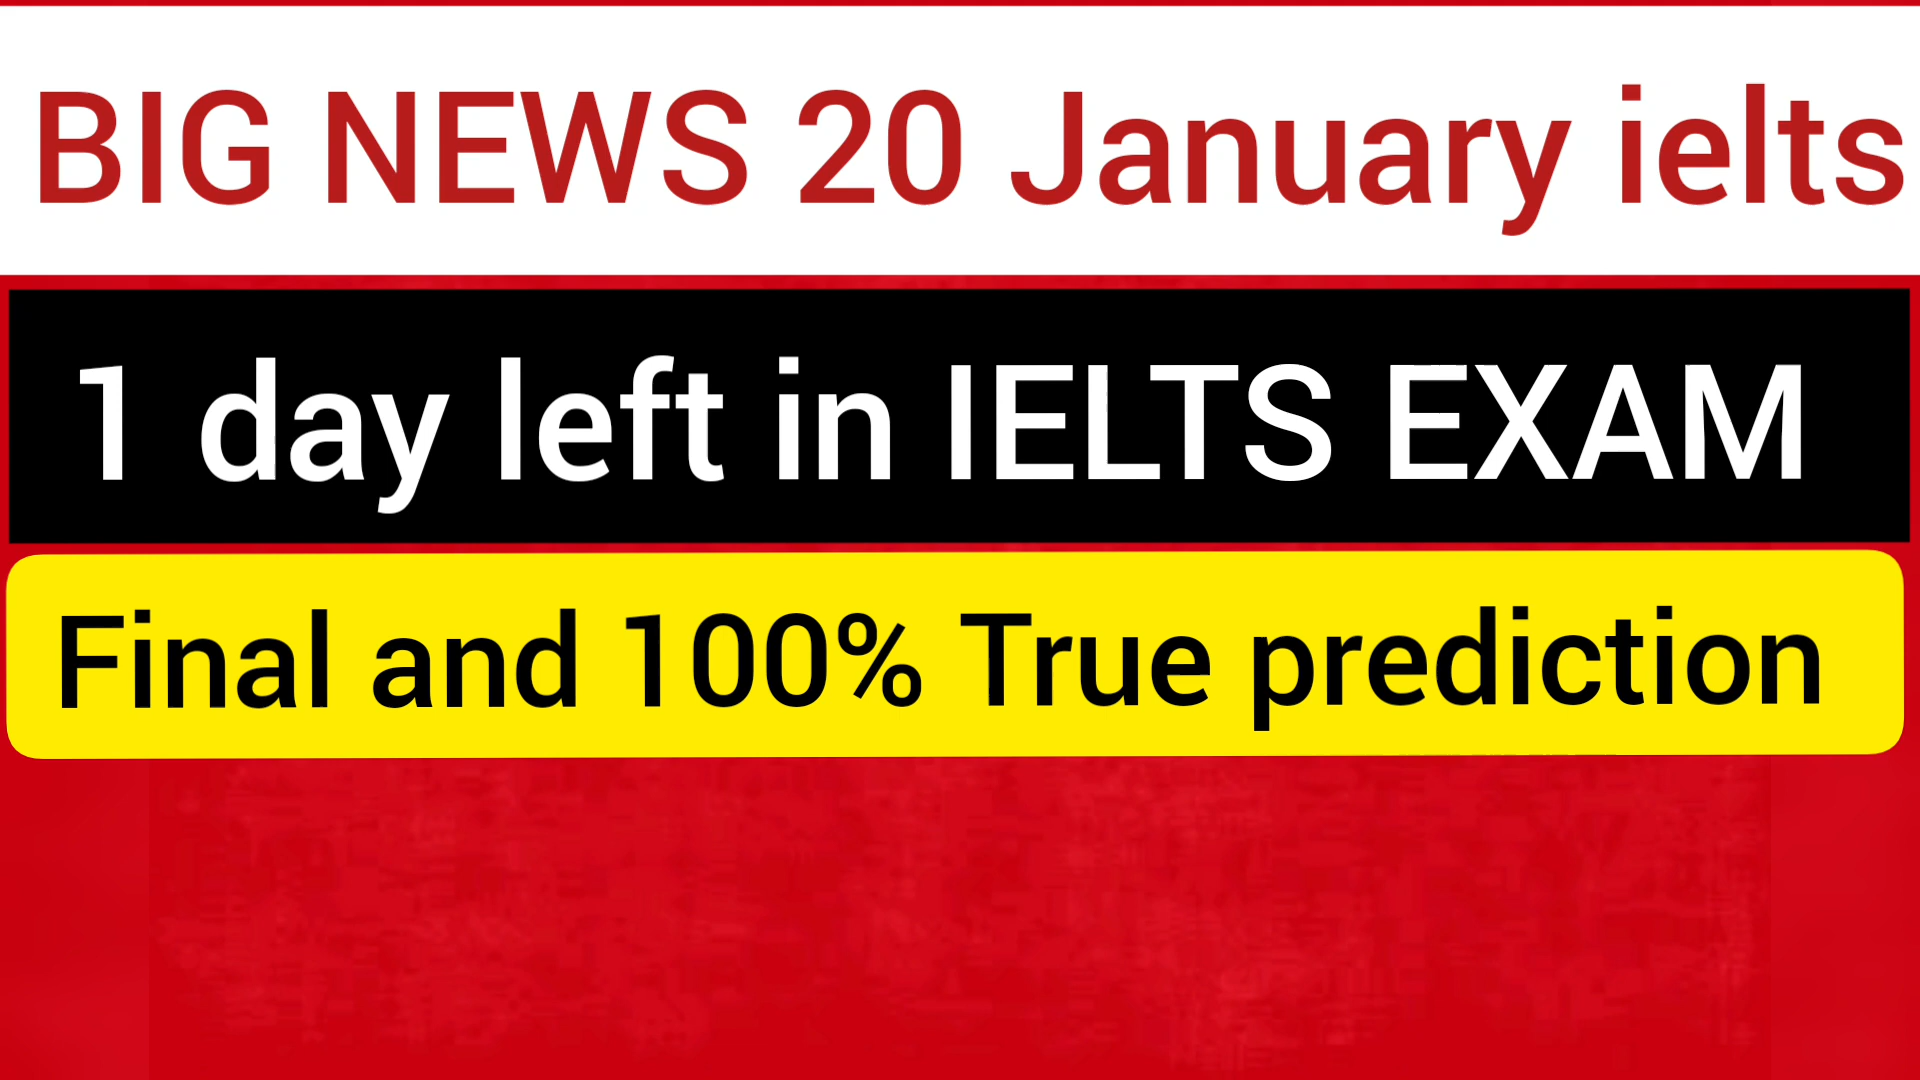 BIG NEWS 20 January ielts
1 day left in IELTS EXAM
Final and 100% True prediction